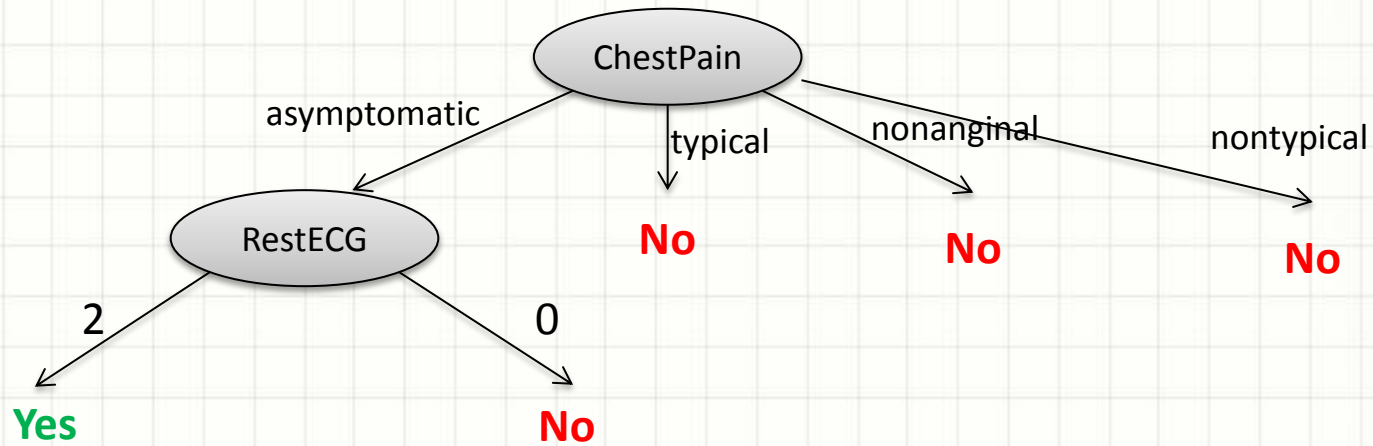 ChestPain
asymptomatic
typical
nonanginal
nontypical
RestECG
No
No
No
2
0
Yes
No